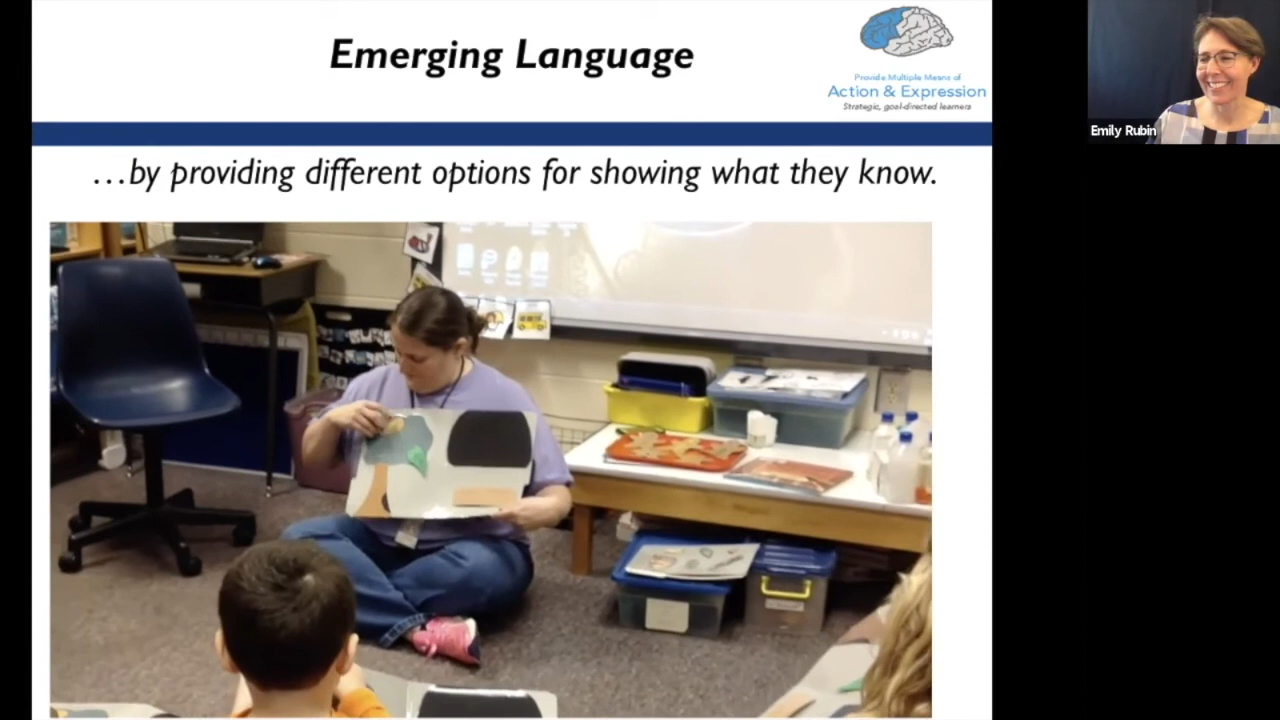 Emerging Language
Provide Multiple Means of
Action & Expression
Strategic, goal-directed learners
Emily Rubin
…by providing different options for showing what they know.